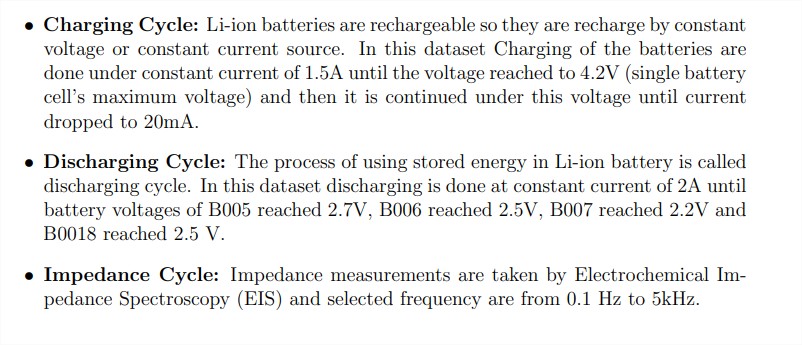 • Charging Cycle: Li-ion batteries are rechargeable so they are recharge by constant
voltage or constant current source. In this dataset Charging of the batteries are
done under constant current of 1.5A until the voltage reached to 4.2V (single battery
cell's maximum voltage) and then it is continued under this voltage until current
dropped to 20mA.
• Discharging Cycle: The process of using stored energy in Li-ion battery is called
discharging cycle. In this dataset discharging is done at constant current of 2A until
battery voltages of B005 reached 2.7V, B006 reached 2.5V, B007 reached 2.2V and
B0018 reached 2.5 V.
• Impedance Cycle: Impedance measurements are taken by Electrochemical Im-
pedance Spectroscopy (EIS) and selected frequency are from 0.1 Hz to 5kHz.